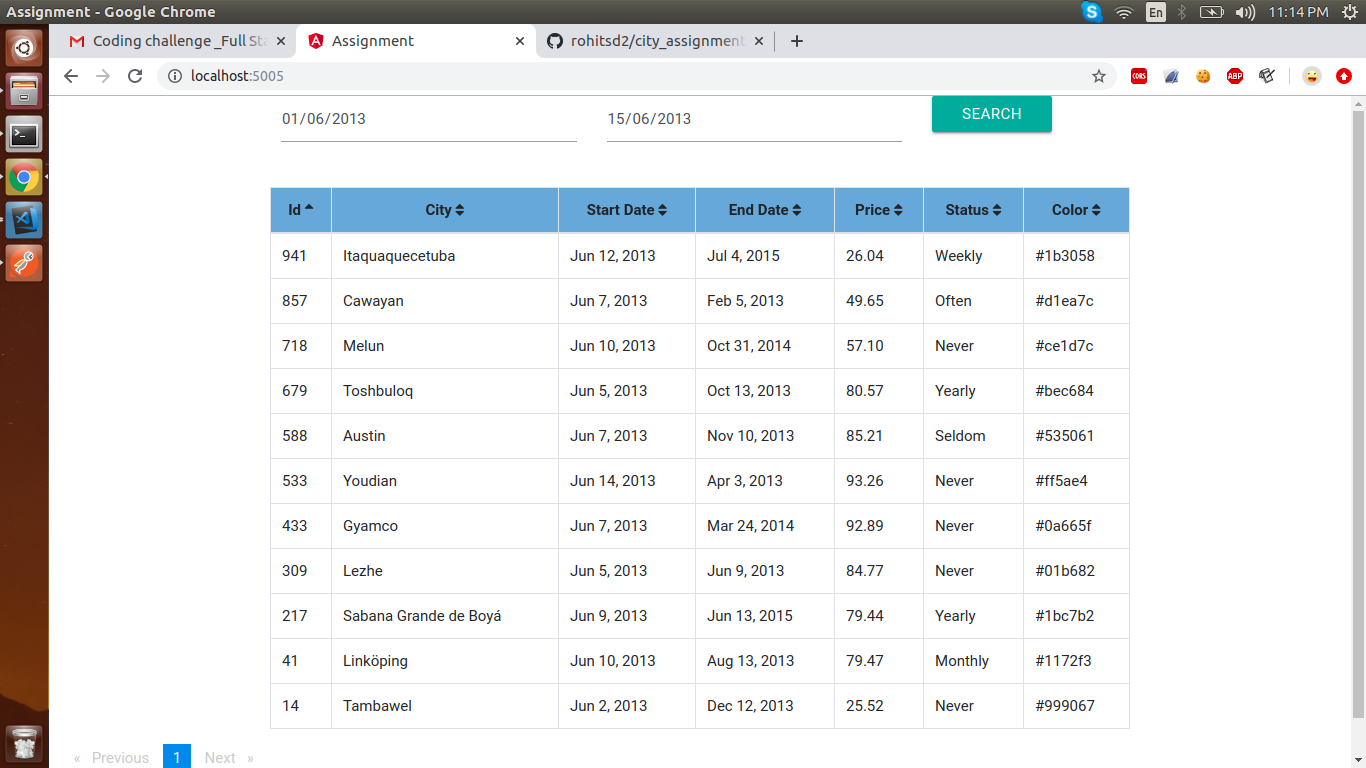 Assignment - Google Chrome En 11:14 PM
Coding challenge _Full Sta Assignment rohitsd2/city_assignment
localhost:5005 CORS ABP
01/06/2013 15/06/2013 SEARCH
Id City Start Date End Date Price Status Color
941 Itaquaquecetuba Jun 12, 2013 Jul 4, 2015 26.04 Weekly #1b3058
857 Cawayan Jun 7, 2013 Feb 5, 2013 49.65 Often #d1ea7c
718 Melun Jun 10, 2013 Oct 31, 2014 57.10 Never #ce1d7c
679 Toshbuloq Jun 5, 2013 Oct 13, 2013 80.57 Yearly #bec684
588 Austin Jun 7, 2013 Nov 10, 2013 85.21 Seldom #535061
533 Youdian Jun 14, 2013 Apr 3, 2013 93.26 Never #ff5ae4
433 Gyamco Jun 7, 2013 Mar 24, 2014 92.89 Never #0a665f
309 Lezhe Jun 5, 2013 Jun 9, 2013 84.77 Never #01b682
217 Sabana Grande de Boyá Jun 9, 2013 Jun 13, 2015 79.44 Yearly #1bc7b2
41 Linköping Jun 10, 2013 Aug 13, 2013 79.47 Monthly #1172f3
14 Tambawel Jun 2, 2013 Dec 12, 2013 25.52 Never #999067
« Previous 1 Next »